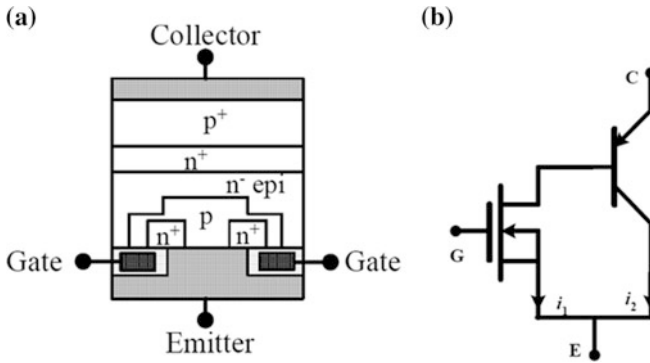 (a)
Collector
p+
n+
n- epi
p
n+ n+
Gate Gate
Emitter
(b)
C
G
i1 i2
E